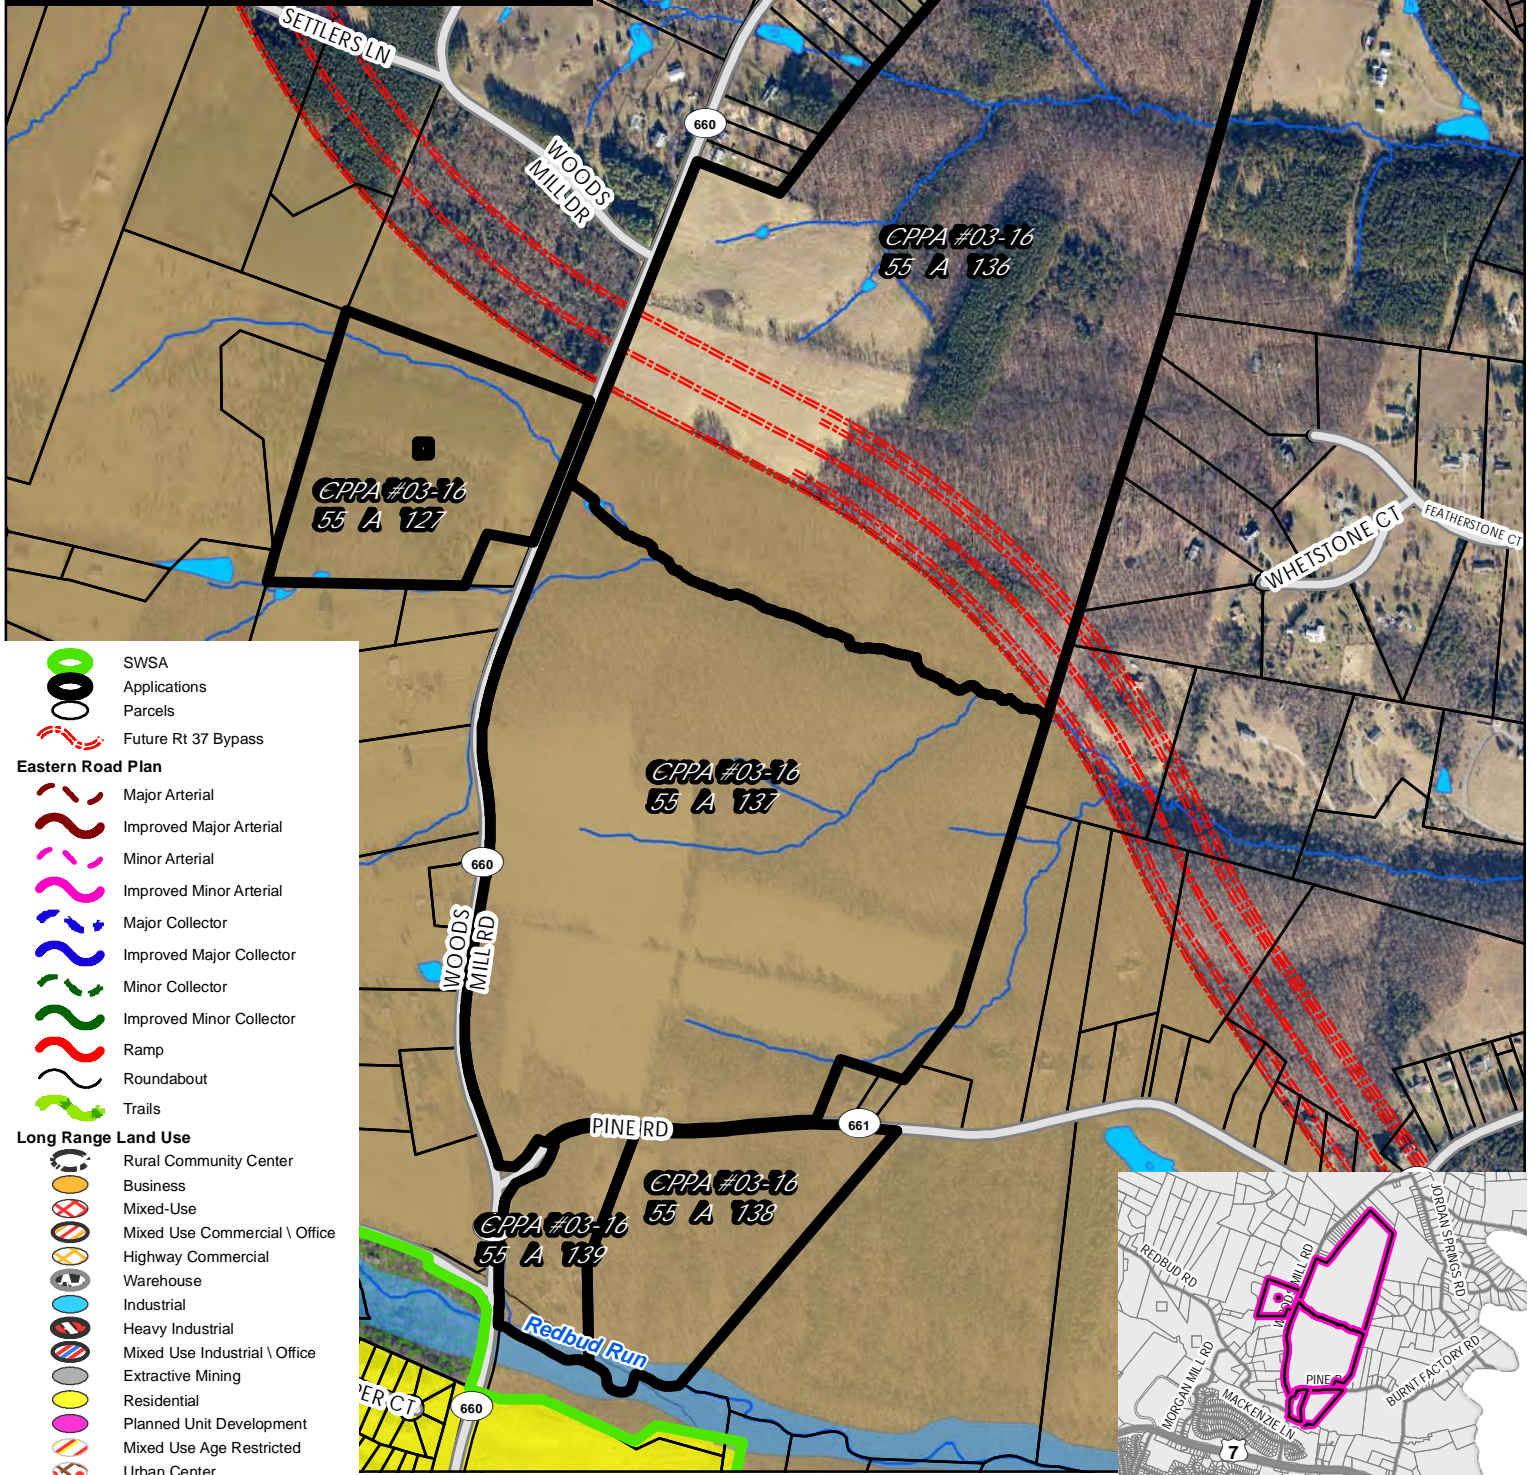 SETTLERS LN
660
WOODS
MILL DR
CPPA #03-16
55 A 136
CPPA #03-16
55 A 127
WHETSTONE CT
FEATHERSTONE CT
CPPA #03-16
55 A 137
660
WOODS
MILL RD
PINE RD
661
CPPA #03-16
55 A 138
CPPA #03-16
55 A 139
Redbud Run
PER CT
660
SWSA
Applications
Parcels
Future Rt 37 Bypass
Eastern Road Plan
Major Arterial
Improved Major Arterial
Minor Arterial
Improved Minor Arterial
Major Collector
Improved Major Collector
Minor Collector
Improved Minor Collector
Ramp
Roundabout
Trails
Long Range Land Use
Rural Community Center
Business
Mixed-Use
Mixed Use Commercial \ Office
Highway Commercial
Warehouse
Industrial
Heavy Industrial
Mixed Use Industrial \ Office
Extractive Mining
Residential
Planned Unit Development
Mixed Use Age Restricted
Urban Center
REDBUD RD
MILL RD
JORDAN SPRINGS RD
MORGAN MILL RD
MACKENZIE LN
BURNT FACTORY RD
7